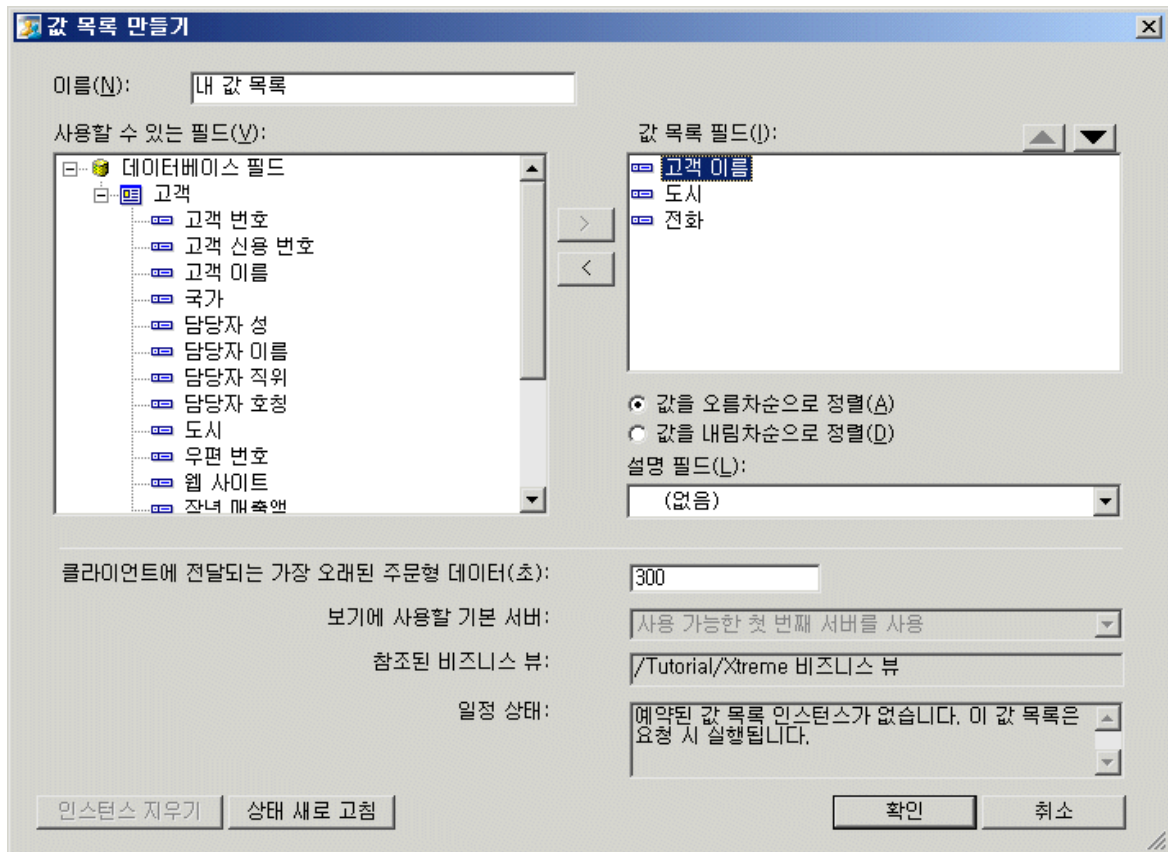 값 목록 만들기
이름(N):
내 값 목록
사용할 수 있는 필드(V):
데이터베이스 필드
고객
고객 번호
고객 신용 번호
고객 이름
국가
담당자 성
담당자 이름
담당자 직위
담당자 호칭
도시
우편 번호
웹 사이트
작년 매출액
>
<
값 목록 필드(I):
고객 이름
도시
전화
값을 오름차순으로 정렬(A)
값을 내림차순으로 정렬(D)
설명 필드(L):
(없음)
클라이언트에 전달되는 가장 오래된 주문형 데이터(초):
300
보기에 사용할 기본 서버:
사용 가능한 첫 번째 서버를 사용
참조된 비즈니스 뷰:
/Tutorial/Xtreme 비즈니스 뷰
일정 상태:
예약된 값 목록 인스턴스가 없습니다. 이 값 목록은
요청 시 실행됩니다.
인스턴스 지우기
상태 새로 고침
확인
취소